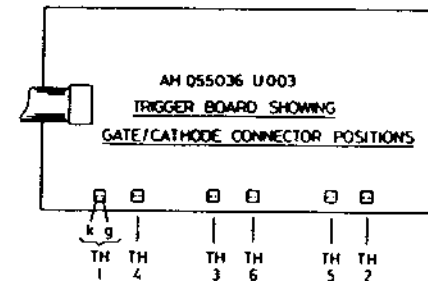 AH 055036 U003
TRIGGER BOARD SHOWING
GATE/CATHODE CONNECTOR POSITIONS
k g
TH TH TH TH TH TH
1 4 3 6 5 2